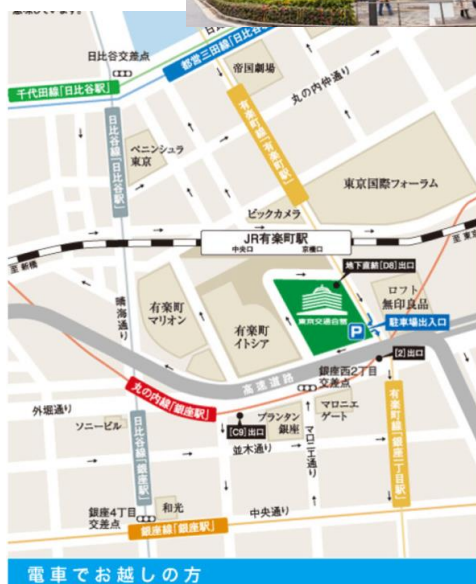 日比谷交差点
都営三田線「日比谷
千代田線「日比谷駅」
帝国劇場
丸の内仲通り
日比谷線「日比谷駅」
有楽町線「有楽町駅」
ペニンシュラ
東京
東京国際フォーラム
ビックカメラ
JR有楽町駅
中央口
京橋口
至 新橋
至 東
地下直結[D8]出口
晴海通り
有楽町
マリオン
有楽町
イトシア
東京交通会館
ロフト
無印良品
P
駐車場出入口
[2]出口
高速道路
銀座西2丁目
交差点
丸の内線「銀座駅」
外堀通り
ソニービル
[C9]出口
プランタン
銀座
マロニエ
ゲート
並木通り
マロニエ通り
日比谷線「銀座駅」
有楽町線「銀座一丁目駅」
銀座4丁目
交差点
和光
中央通り
銀座線「銀座駅」
電車でお越しの方